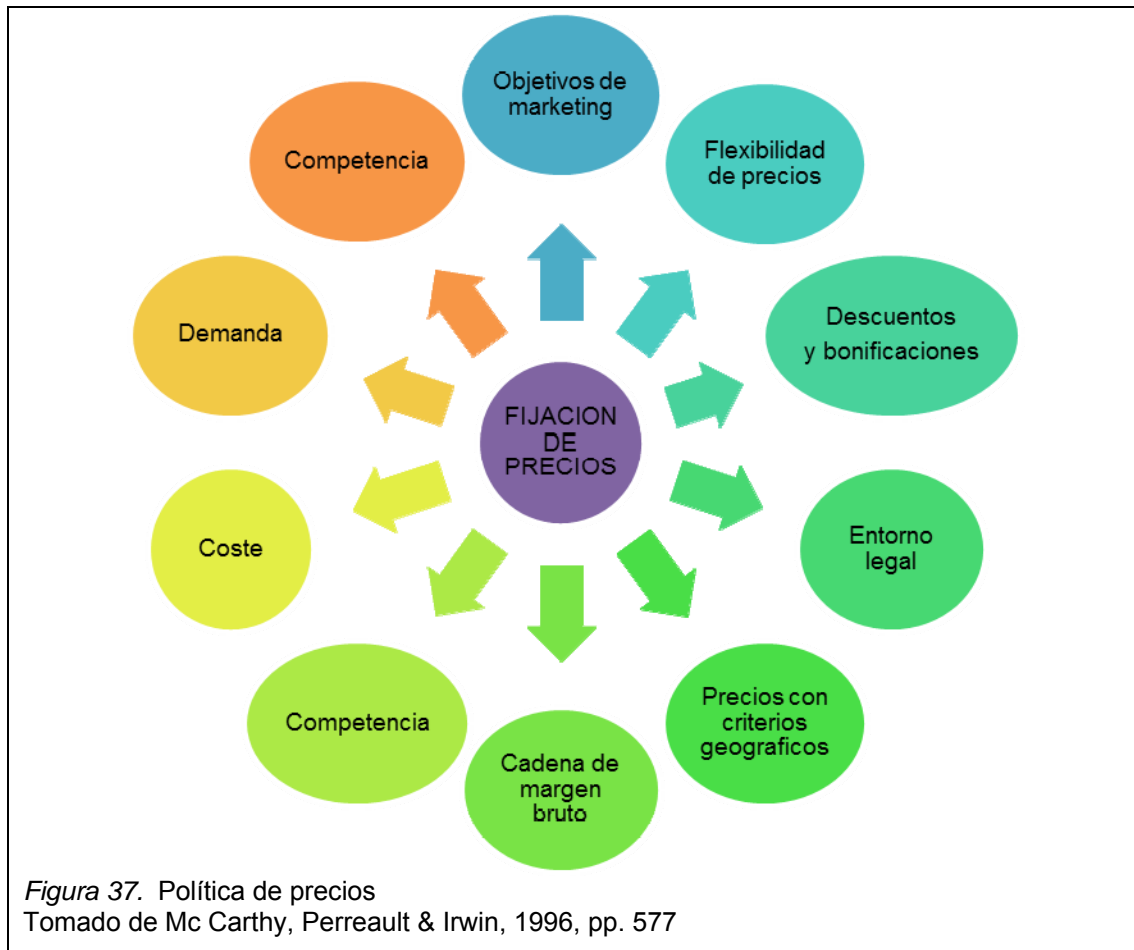 Objetivos de
marketing
Flexibilidad
de precios
Descuentos
y bonificaciones
Entorno
legal
Precios con
criterios
geograficos
Cadena de
margen
bruto
Competencia
Coste
Demanda
Competencia
FIJACION
DE
PRECIOS
Figura 37. Política de precios
Tomado de Mc Carthy, Perreault & Irwin, 1996, pp. 577